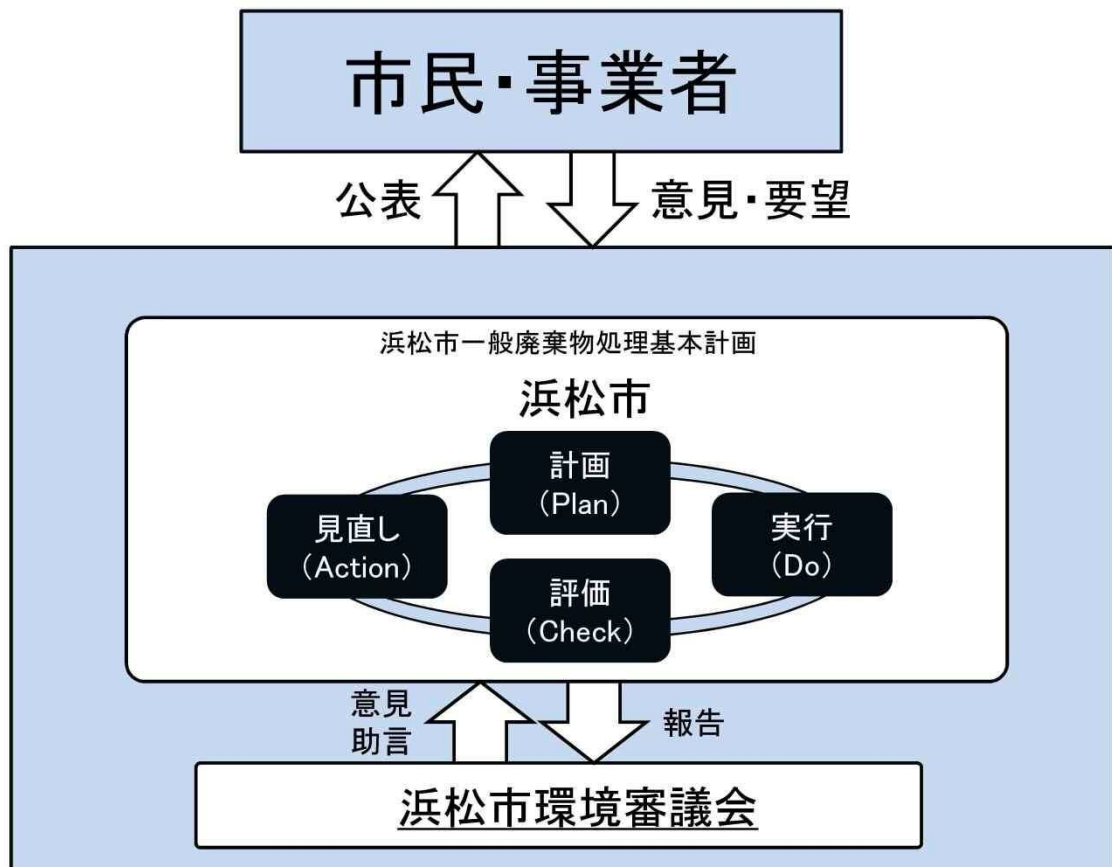 市民・事業者
公表
意見・要望
浜松市一般廃棄物処理基本計画
浜松市
計画
(Plan)
見直し
(Action)
実行
(Do)
評価
(Check)
意見
助言
報告
浜松市環境審議会